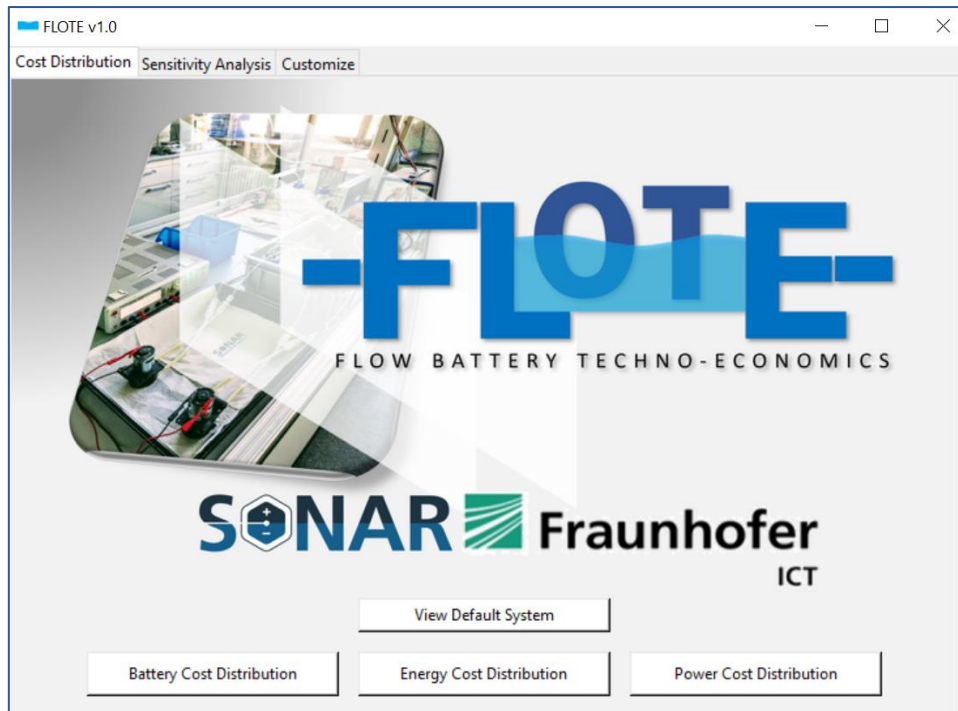 FLOTE v1.0
Cost Distribution Sensitivity Analysis Customize
-FLOTE-
FLOW BATTERY TECHNO-ECONOMICS
SONAR Fraunhofer
ICT
View Default System
Battery Cost Distribution Energy Cost Distribution Power Cost Distribution